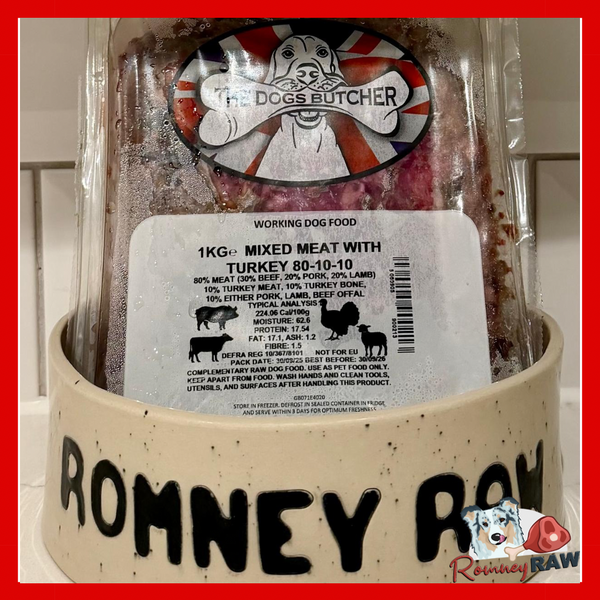 THE DOGS BUTCHER
WORKING DOG FOOD
1KG℮ MIXED MEAT WITH
TURKEY 80-10-10
80% MEAT (30% BEEF, 20% PORK, 20% LAMB)
10% TURKEY MEAT, 10% TURKEY BONE,
10% EITHER PORK, LAMB, BEEF OFFAL
TYPICAL ANALYSIS
224.06 Cal/100g
MOISTURE: 62.6
PROTEIN: 17.54
FAT: 17.1, ASH: 1.2
FIBRE: 1.5
DEFRA REG 10/367/8101 NOT FOR EU
PACK DATE: 30/09/25 BEST BEFORE: 30/09/26
COMPLEMENTARY RAW DOG FOOD. USE AS PET FOOD ONLY.
KEEP APART FROM FOOD. WASH HANDS AND CLEAN TOOLS,
UTENSILS, AND SURFACES AFTER HANDLING THIS PRODUCT.
GB071E4020
STORE IN FREEZER. DEFROST IN SEALED CONTAINER IN FRIDGE
AND SERVE WITHIN 3 DAYS FOR OPTIMUM FRESHNESS
ROMNEY RAW
RomneyRAW